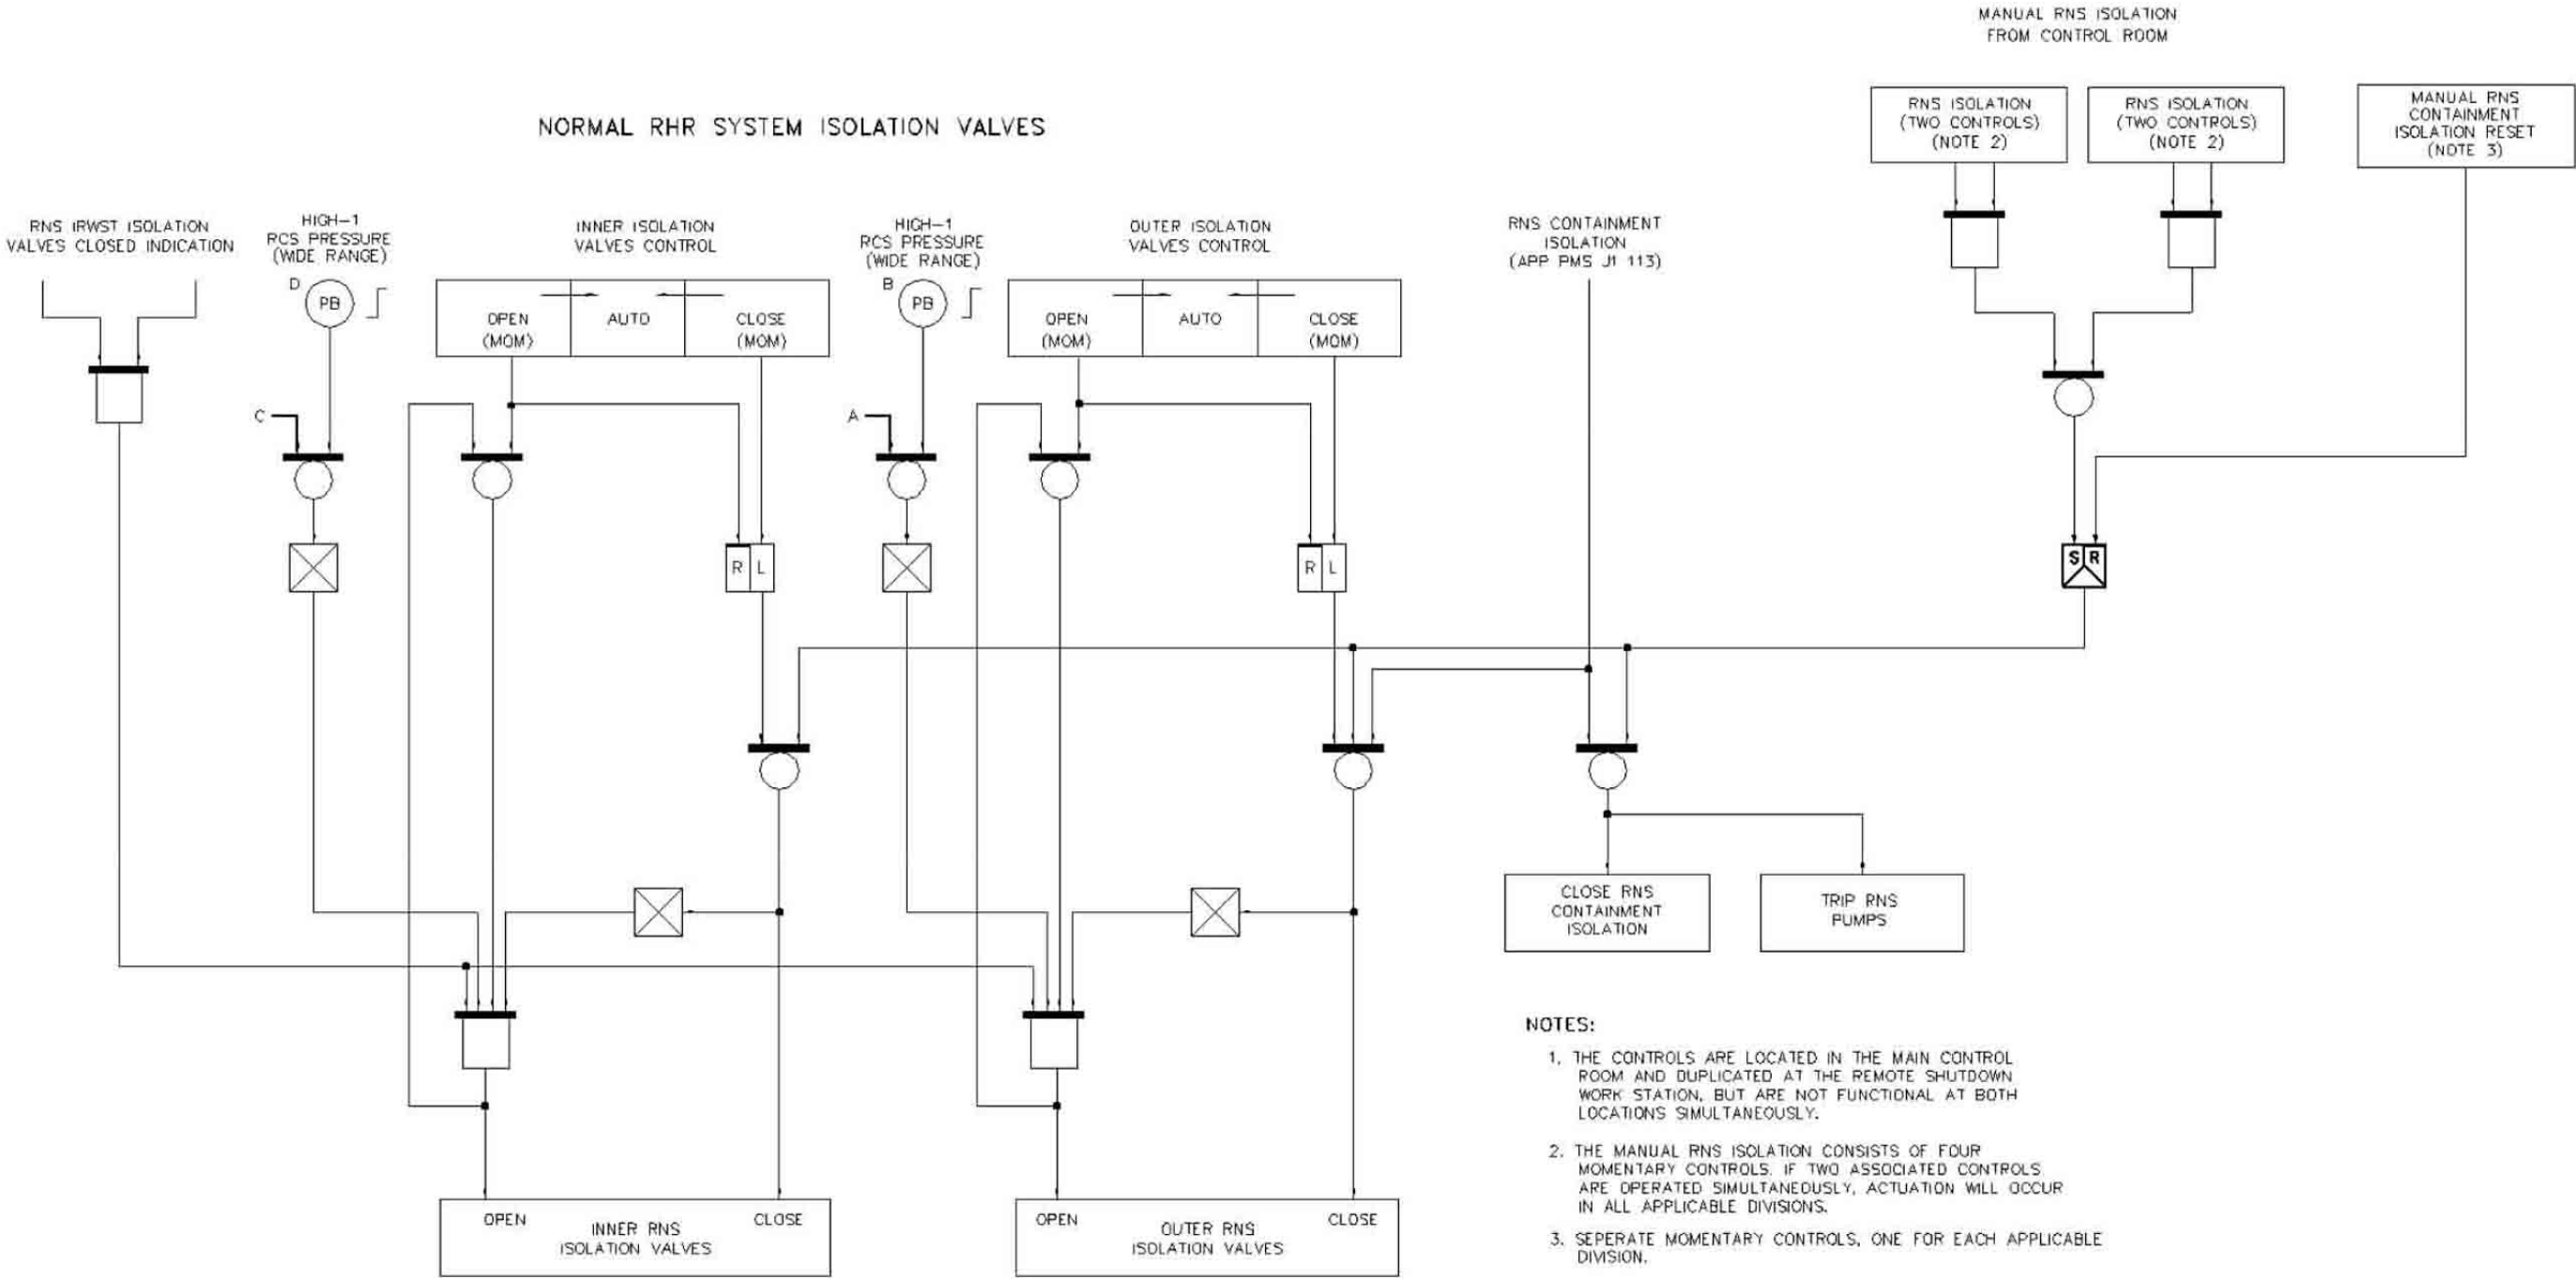 MANUAL RNS ISOLATION
FROM CONTROL ROOM
NORMAL RHR SYSTEM ISOLATION VALVES
RNS ISOLATION
(TWO CONTROLS)
(NOTE 2)
RNS ISOLATION
(TWO CONTROLS)
(NOTE 2)
MANUAL RNS
CONTAINMENT
ISOLATION RESET
(NOTE 3)
RNS IRWST ISOLATION
VALVES CLOSED INDICATION
HIGH-1
RCS PRESSURE
(WIDE RANGE)
D
PB
INNER ISOLATION
VALVES CONTROL
OPEN
(MOM)
AUTO
CLOSE
(MOM)
HIGH-1
RCS PRESSURE
(WIDE RANGE)
B
PB
OUTER ISOLATION
VALVES CONTROL
OPEN
(MOM)
AUTO
CLOSE
(MOM)
RNS CONTAINMENT
ISOLATION
(APP PMS J1 113)
C
A
R L
R L
S R
CLOSE RNS
CONTAINMENT
ISOLATION
TRIP RNS
PUMPS
OPEN
INNER RNS
ISOLATION VALVES
CLOSE
OPEN
OUTER RNS
ISOLATION VALVES
CLOSE
NOTES:
1. THE CONTROLS ARE LOCATED IN THE MAIN CONTROL
ROOM AND DUPLICATED AT THE REMOTE SHUTDOWN
WORK STATION, BUT ARE NOT FUNCTIONAL AT BOTH
LOCATIONS SIMULTANEOUSLY.
2. THE MANUAL RNS ISOLATION CONSISTS OF FOUR
MOMENTARY CONTROLS. IF TWO ASSOCIATED CONTROLS
ARE OPERATED SIMULTANEOUSLY, ACTUATION WILL OCCUR
IN ALL APPLICABLE DIVISIONS.
3. SEPERATE MOMENTARY CONTROLS, ONE FOR EACH APPLICABLE
DIVISION.